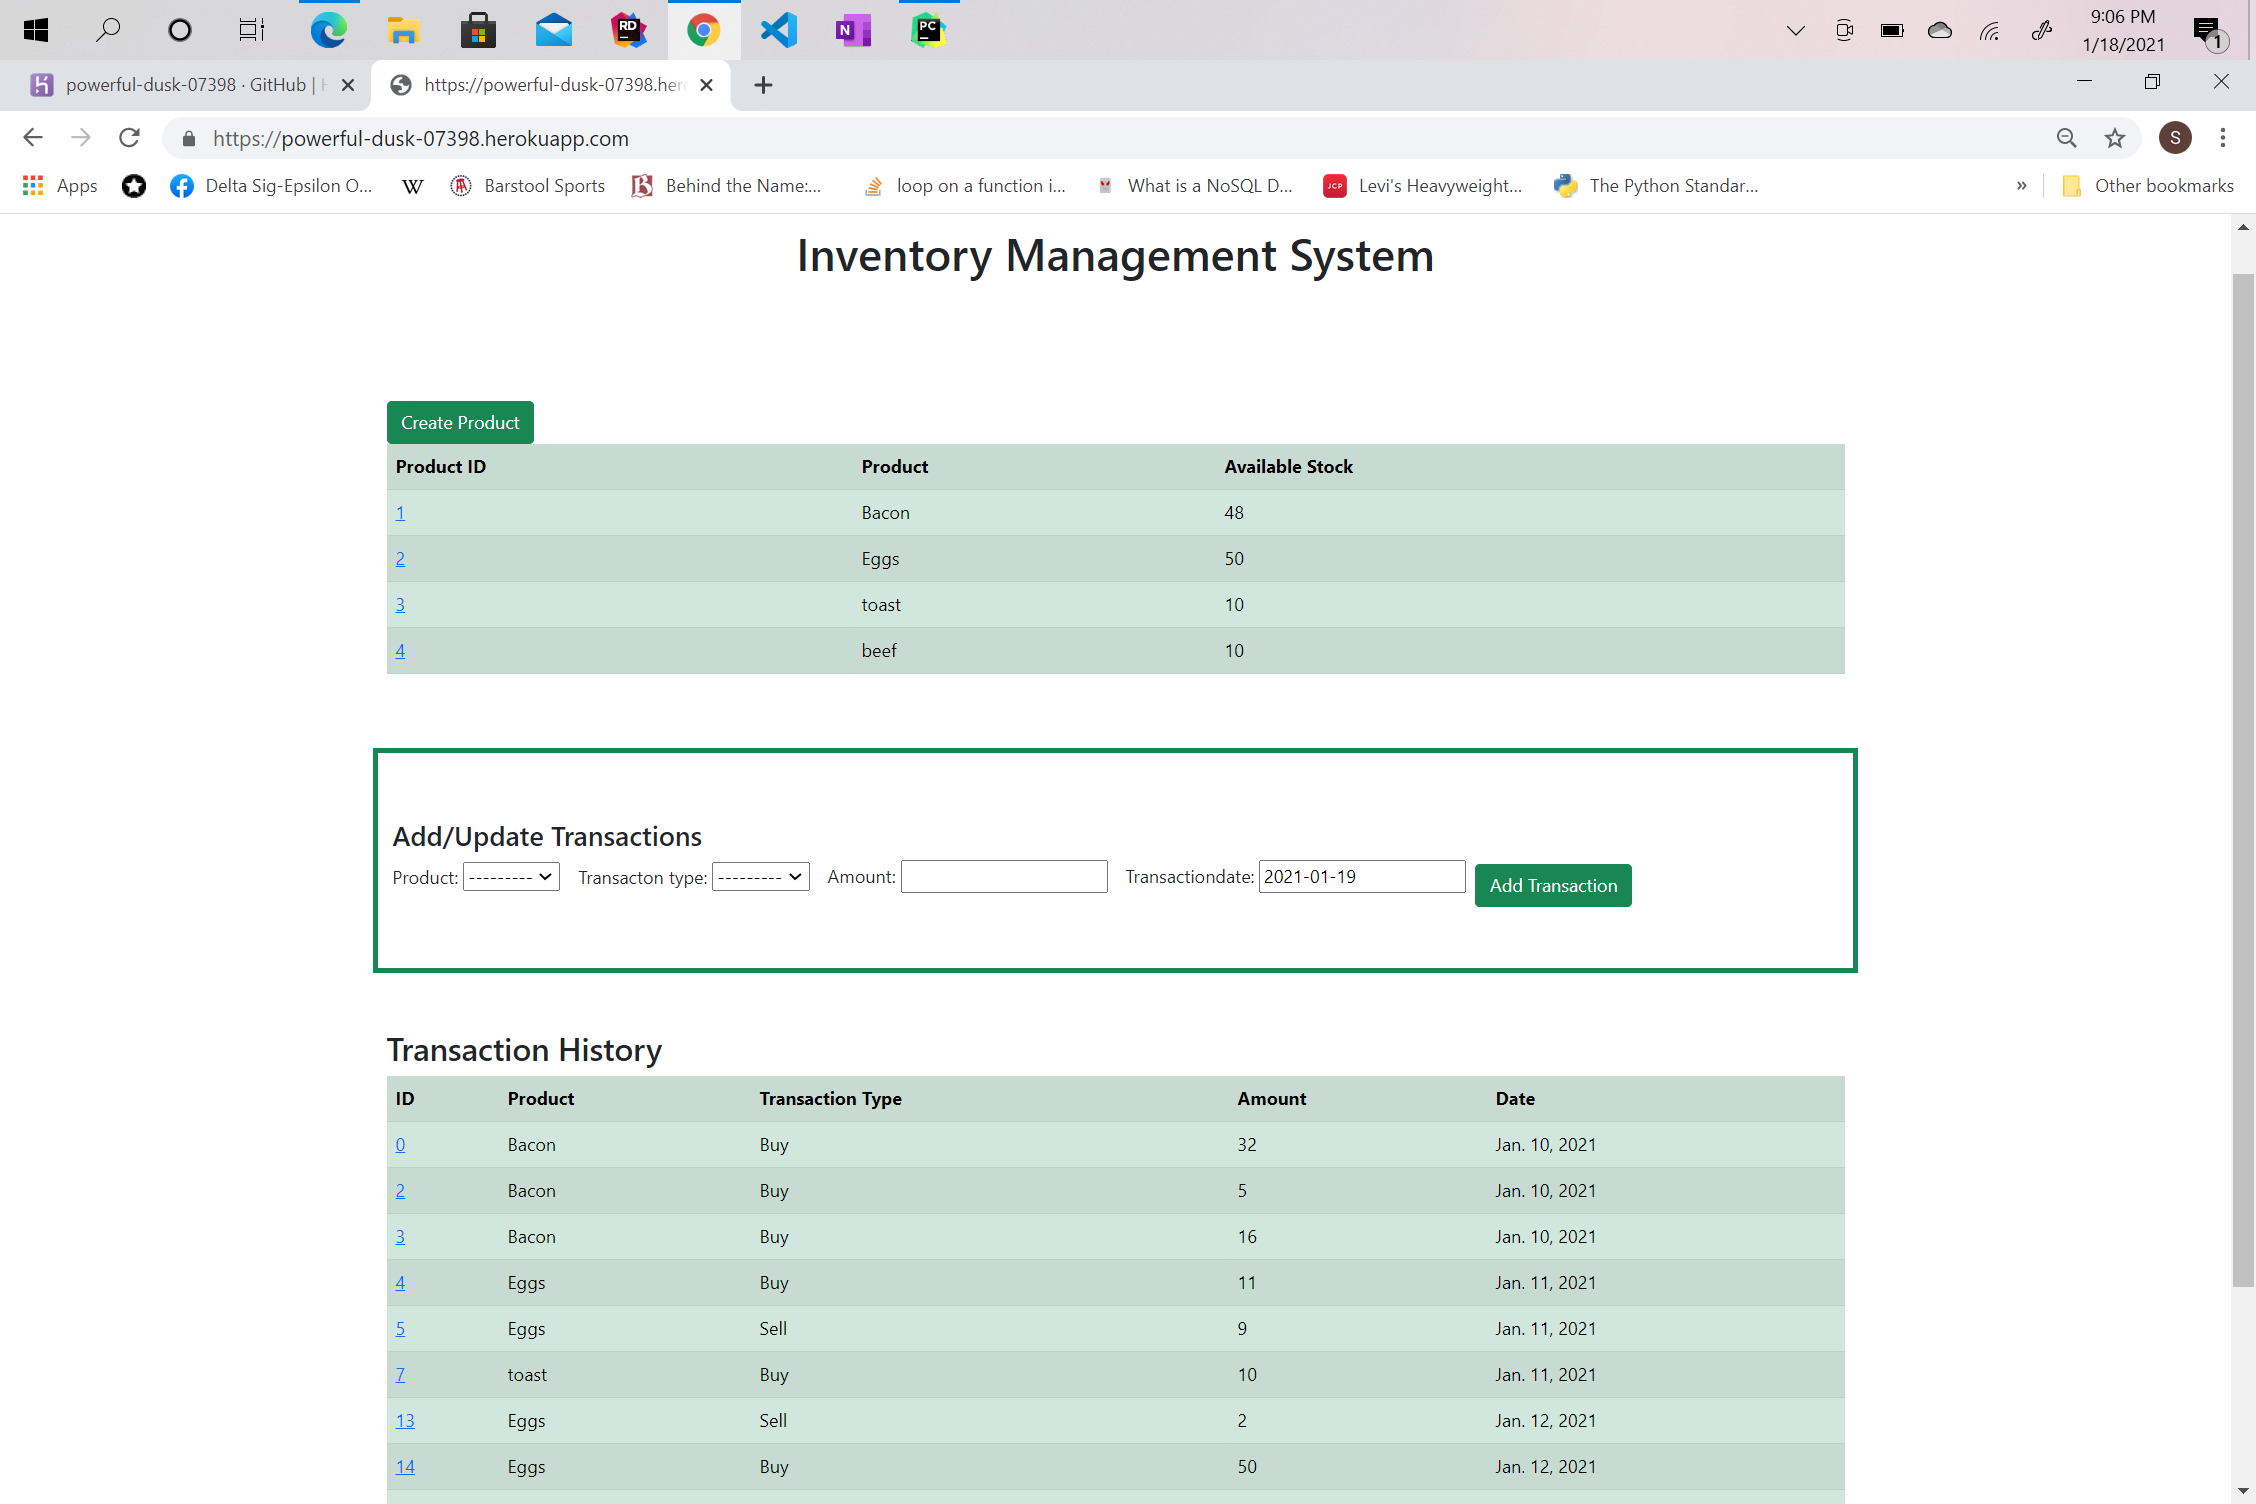 9:06 PM
1/18/2021
1
powerful-dusk-07398 · GitHub |
https://powerful-dusk-07398.her
https://powerful-dusk-07398.herokuapp.com
S
Apps Delta Sig-Epsilon O... W Barstool Sports Behind the Name:... loop on a function i... What is a NoSQL D... JCP Levi's Heavyweight... The Python Standar... » Other bookmarks
Inventory Management System
Create Product
Product ID Product Available Stock
1 Bacon 48
2 Eggs 50
3 toast 10
4 beef 10
Add/Update Transactions
Product: --------- Transacton type: --------- Amount: Transactiondate: 2021-01-19 Add Transaction
Transaction History
ID Product Transaction Type Amount Date
0 Bacon Buy 32 Jan. 10, 2021
2 Bacon Buy 5 Jan. 10, 2021
3 Bacon Buy 16 Jan. 10, 2021
4 Eggs Buy 11 Jan. 11, 2021
5 Eggs Sell 9 Jan. 11, 2021
7 toast Buy 10 Jan. 11, 2021
13 Eggs Sell 2 Jan. 12, 2021
14 Eggs Buy 50 Jan. 12, 2021